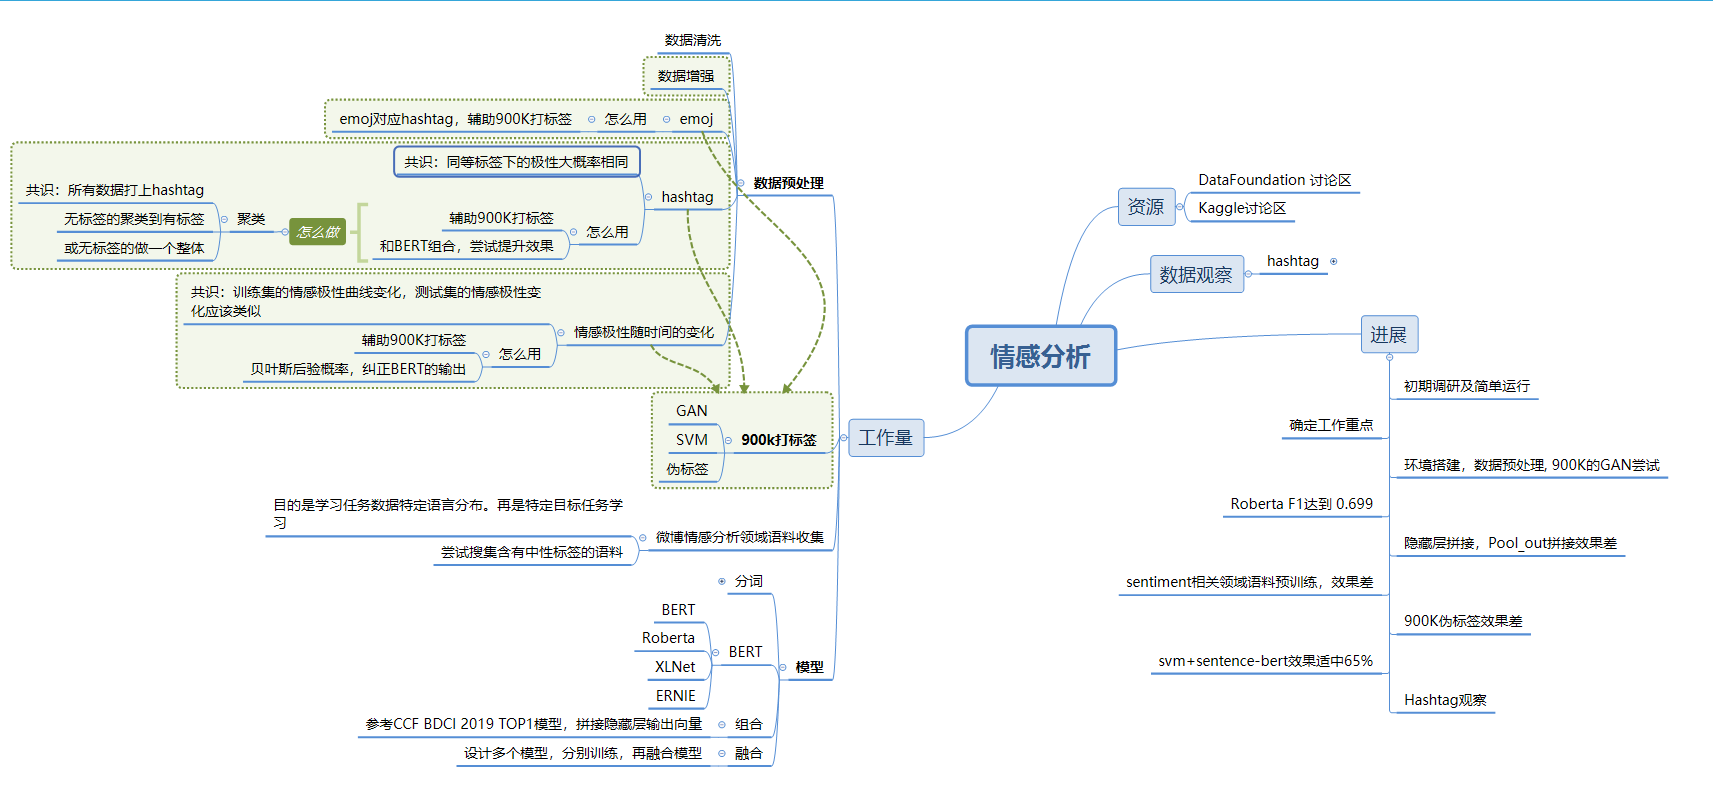 情感分析
资源
DataFoundation 讨论区
Kaggle讨论区
数据观察
hashtag
进展
初期调研及简单运行
确定工作重点
环境搭建，数据预处理, 900K的GAN尝试
Roberta F1达到 0.699
隐藏层拼接，Pool_out拼接效果差
sentiment相关领域语料预训练，效果差
900K伪标签效果差
svm+sentence-bert效果适中65%
Hashtag观察
工作量
数据预处理
数据清洗
数据增强
emoj
怎么用
emoj对应hashtag，辅助900K打标签
hashtag
共识：同等标签下的极性大概率相同
怎么用
辅助900K打标签
和BERT组合，尝试提升效果
怎么做
聚类
共识：所有数据打上hashtag
无标签的聚类到有标签
或无标签的做一个整体
情感极性随时间的变化
共识：训练集的情感极性曲线变化，测试集的情感极性变
化应该类似
怎么用
辅助900K打标签
贝叶斯后验概率，纠正BERT的输出
900k打标签
GAN
SVM
伪标签
微博情感分析领域语料收集
目的是学习任务数据特定语言分布。再是特定目标任务学
习
尝试搜集含有中性标签的语料
模型
分词
BERT
BERT
Roberta
XLNet
ERNIE
组合
参考CCF BDCI 2019 TOP1模型，拼接隐藏层输出向量
融合
设计多个模型，分别训练，再融合模型